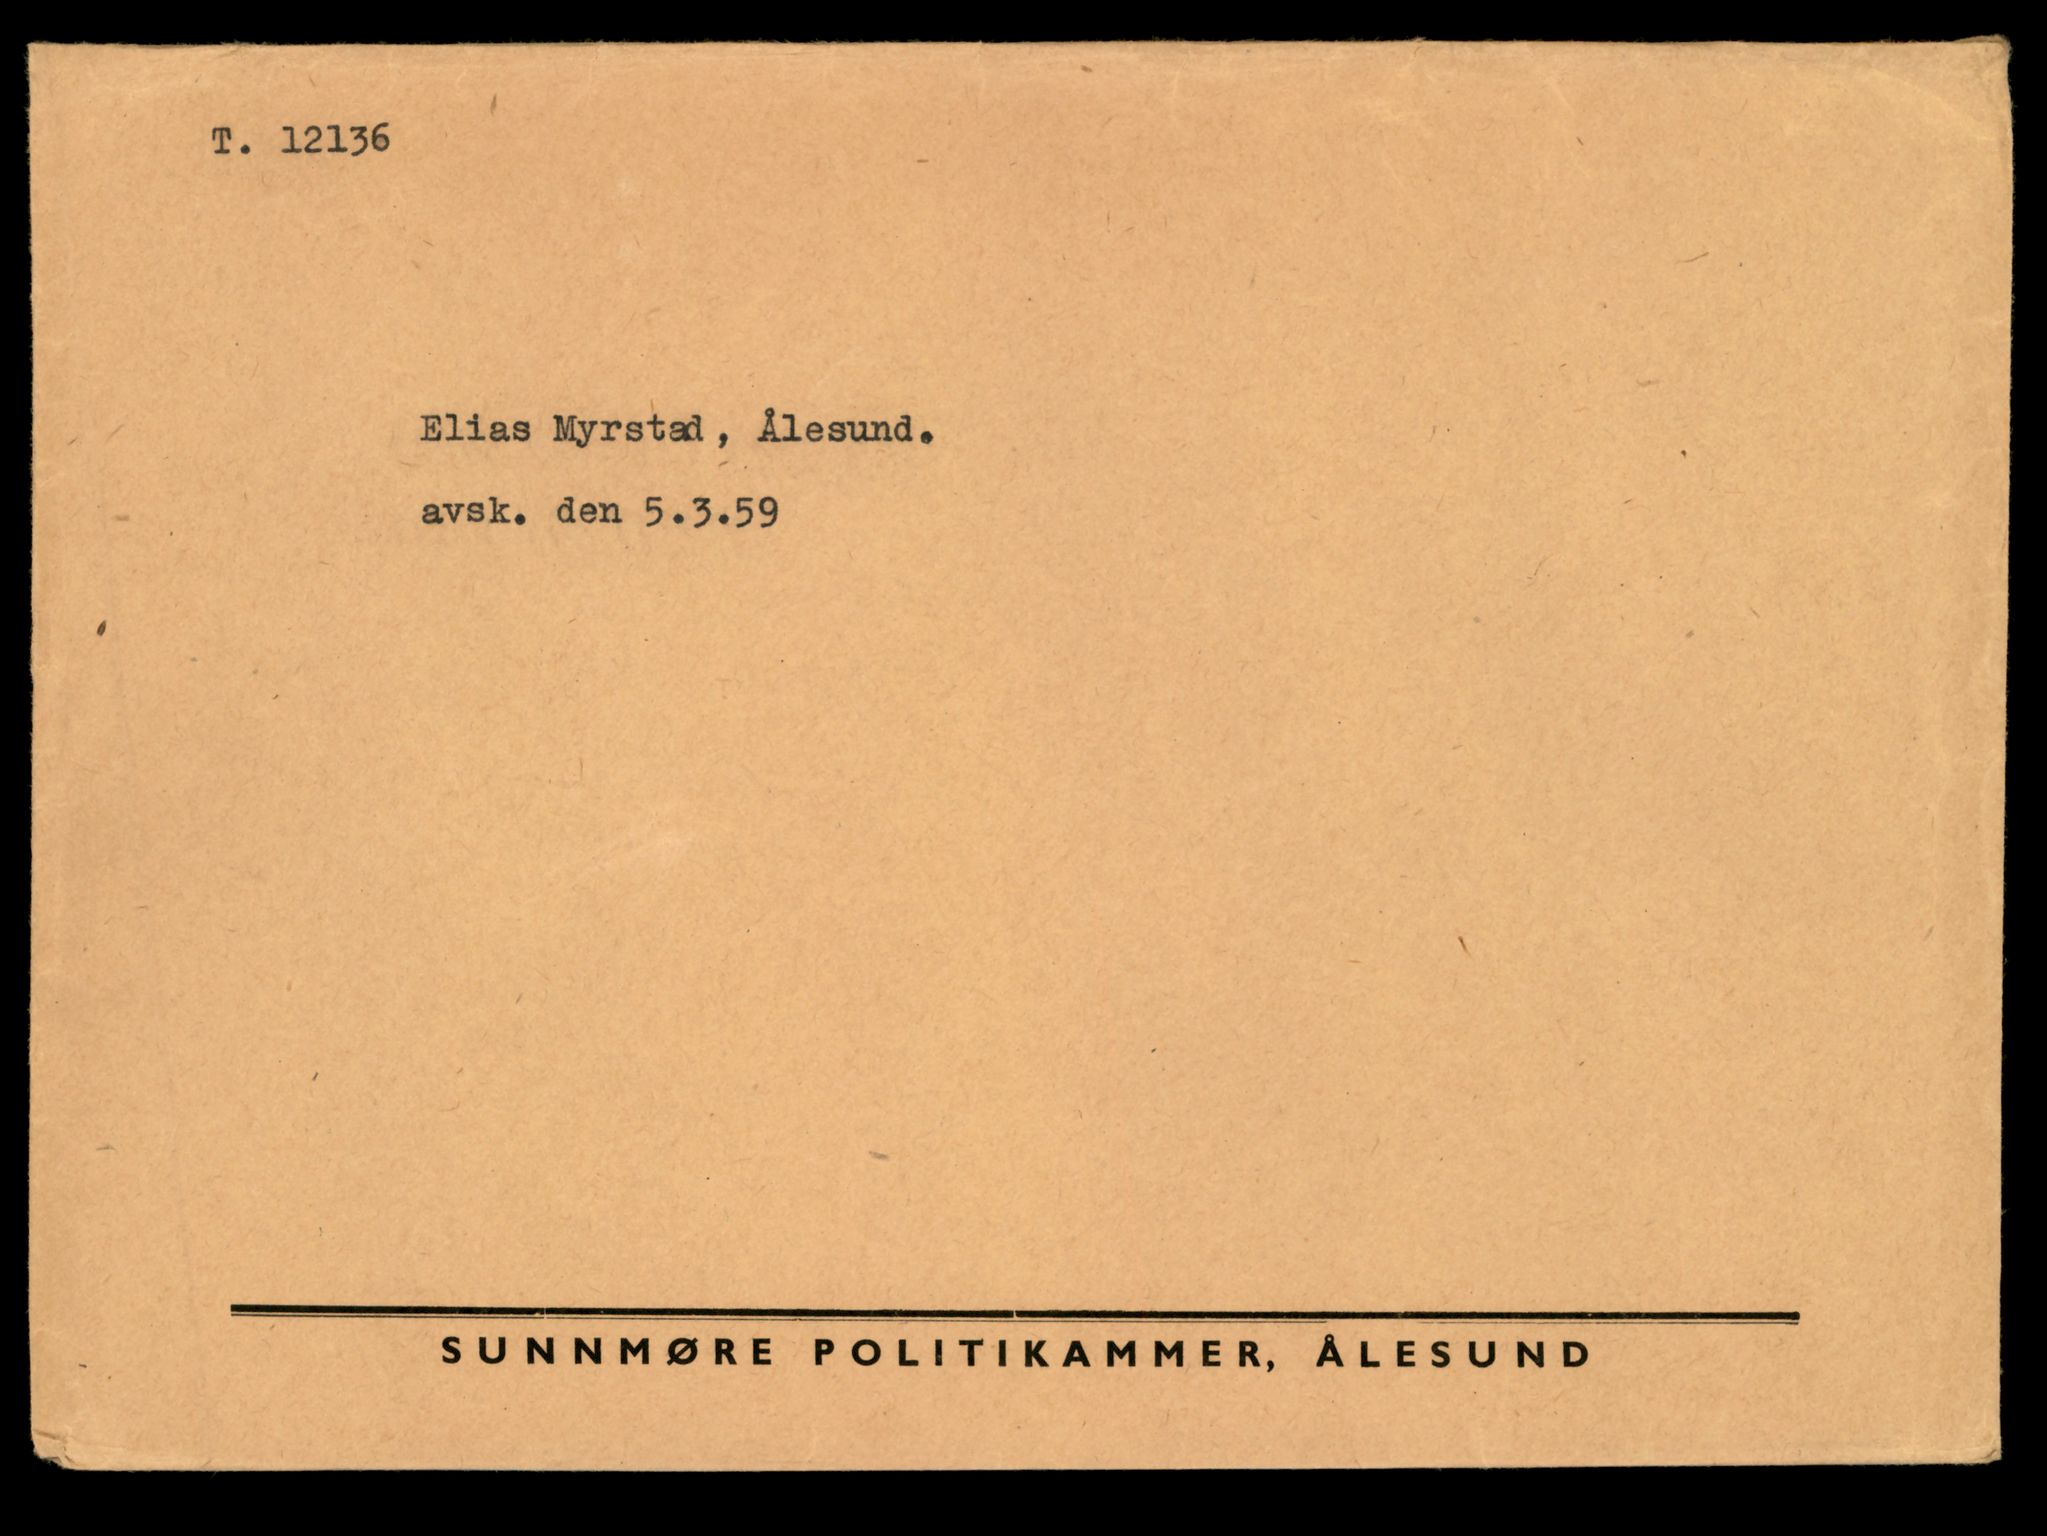 T. 12136
Elias Myrstad, Ålesund.
avsk. den 5.3.59
SUNNMØRE POLITIKAMMER, ÅLESUND